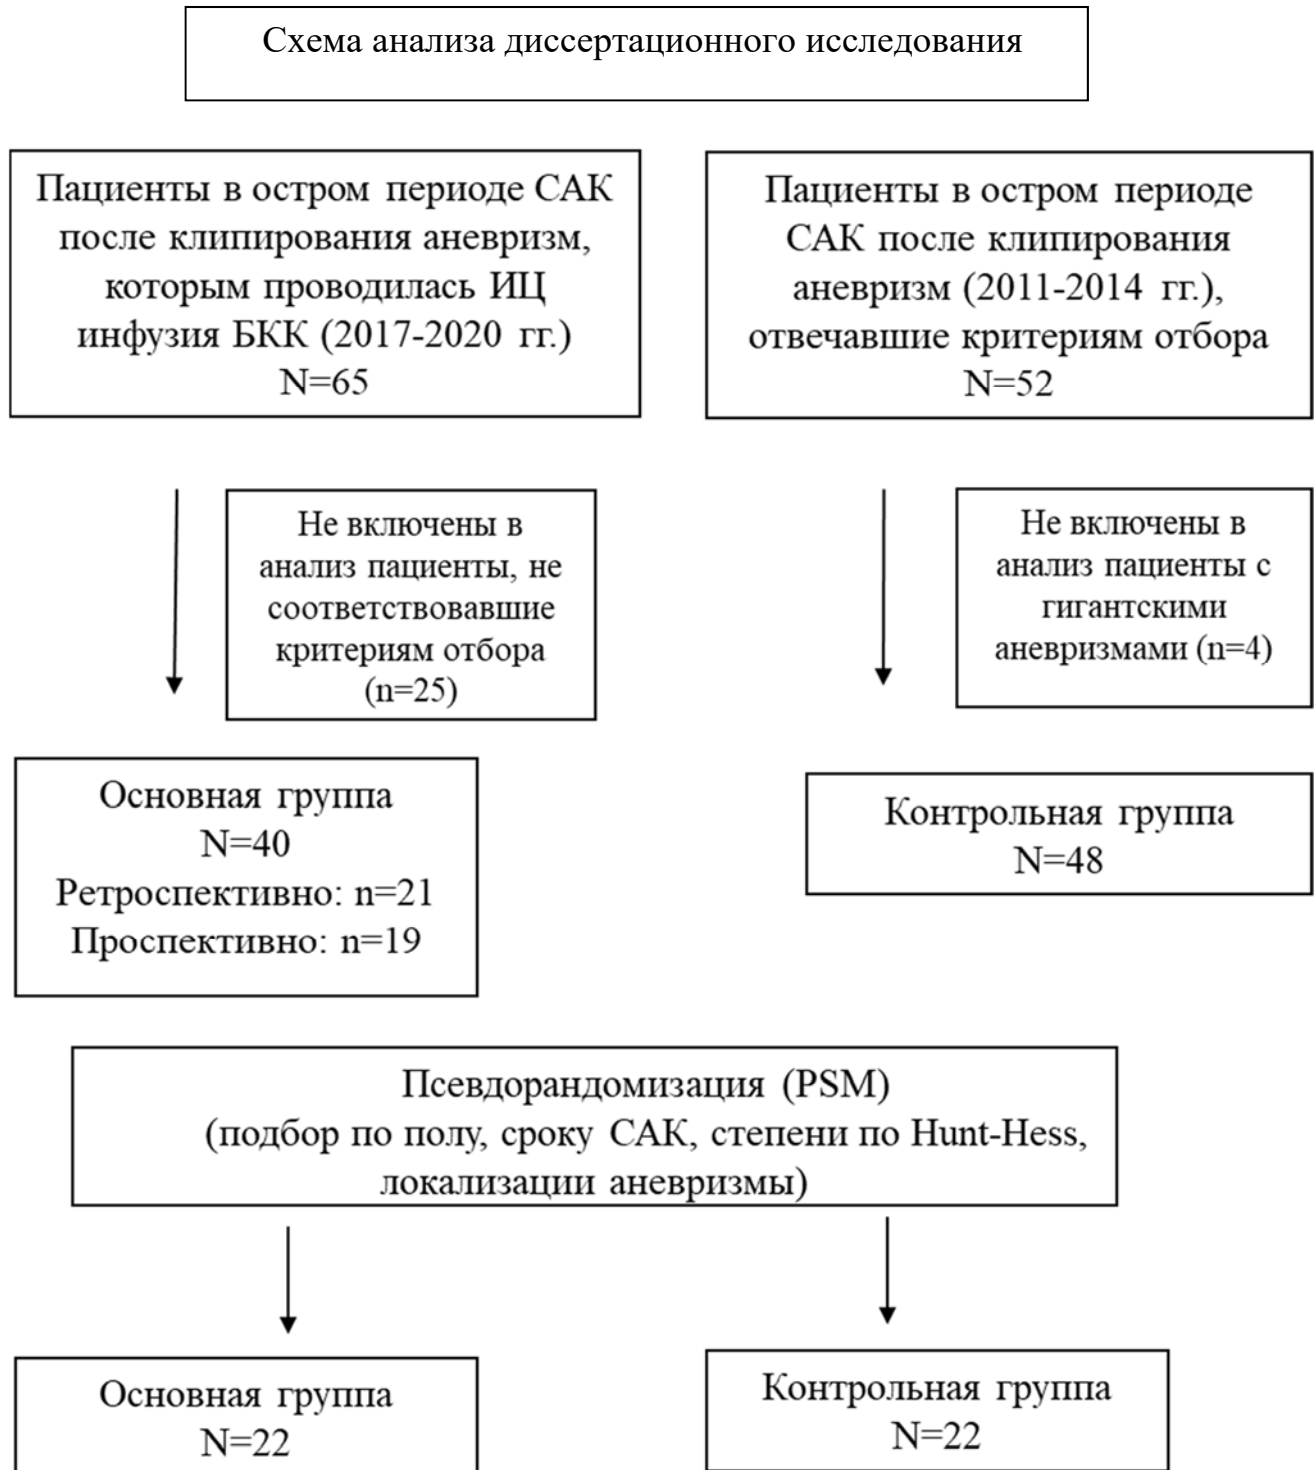 Схема анализа диссертационного исследования
Пациенты в остром периоде САК
после клипирования аневризм,
которым проводилась ИЦ
инфузия БКК (2017-2020 гг.)
N=65
Пациенты в остром периоде
САК после клипирования
аневризм (2011-2014 гг.),
отвечавшие критериям отбора
N=52
Не включены в
анализ пациенты, не
соответствовавшие
критериям отбора
(n=25)
Не включены в
анализ пациенты с
гигантскими
аневризмами (n=4)
Основная группа
N=40
Ретроспективно: n=21
Проспективно: n=19
Контрольная группа
N=48
Псевдорандомизация (PSM)
(подбор по полу, сроку САК, степени по Hunt-Hess,
локализации аневризмы)
Основная группа
N=22
Контрольная группа
N=22